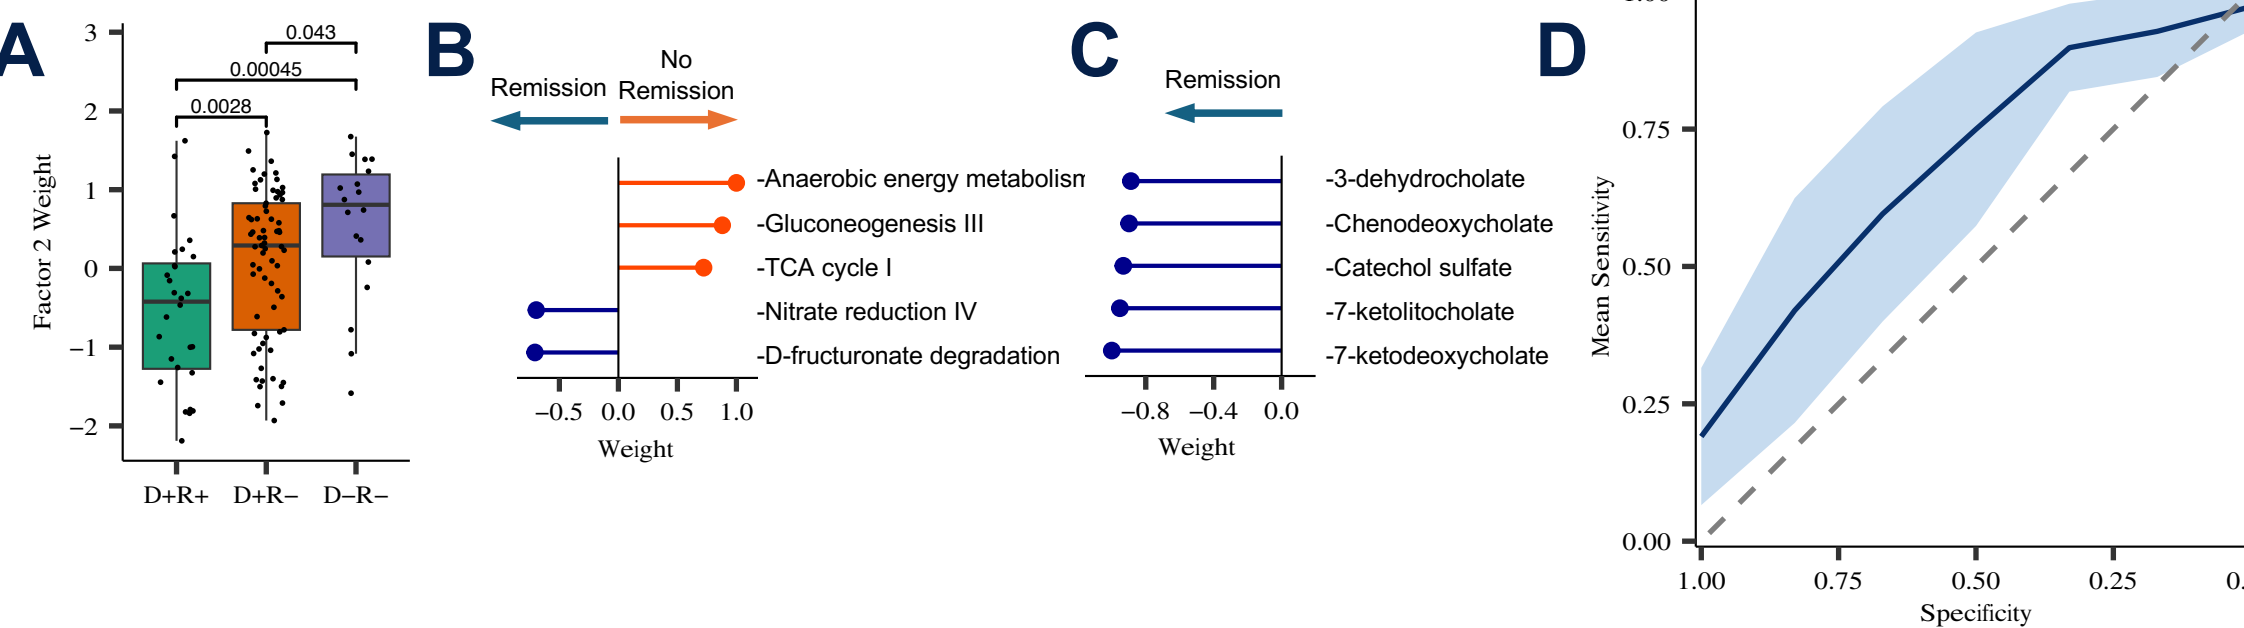 A
3
2
1
0
−1
−2
Factor 2 Weight
0.043
0.00045
0.0028
D+R+ D+R− D−R−
B
Remission
No
Remission
-Anaerobic energy metabolism
-Gluconeogenesis III
-TCA cycle I
-Nitrate reduction IV
-D-fructuronate degradation
−0.5 0.0 0.5 1.0
Weight
C
Remission
-3-dehydrocholate
-Chenodeoxycholate
-Catechol sulfate
-7-ketolitocholate
-7-ketodeoxycholate
−0.8 −0.4 0.0
Weight
D
0.75
0.50
0.25
0.00
Mean Sensitivity
1.00 0.75 0.50 0.25 0.
Specificity